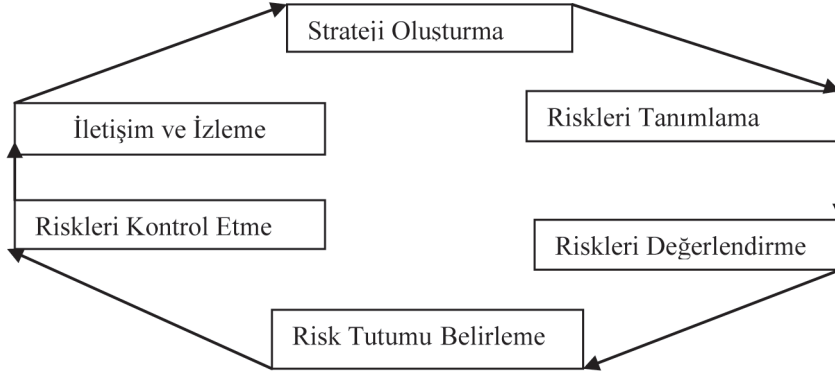 Strateji Oluşturma
Riskleri Tanımlama
Riskleri Değerlendirme
Risk Tutumu Belirleme
Riskleri Kontrol Etme
İletişim ve İzleme